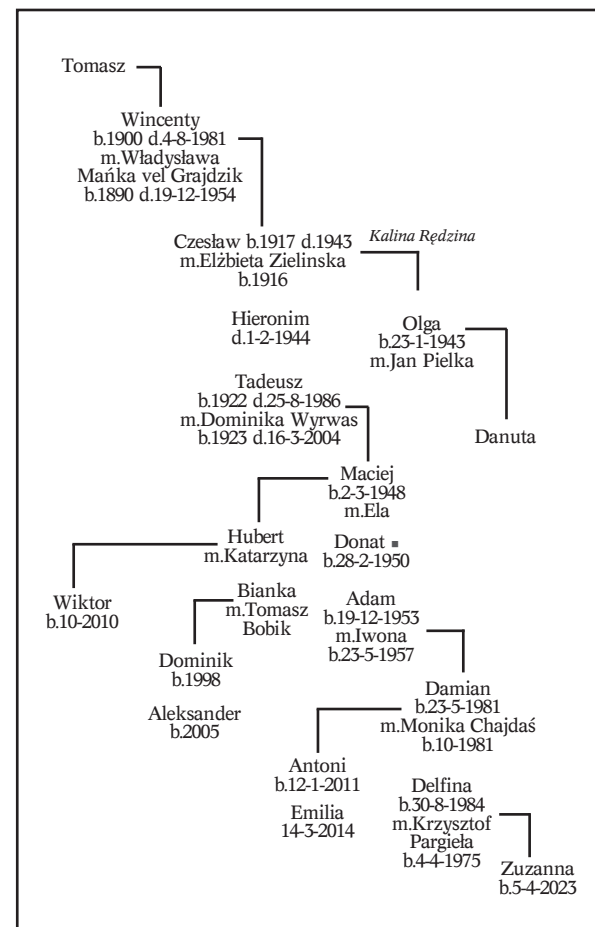 Tomasz
Wincenty
b.1900 d.4-8-1981
m.Władysława
Mańka vel Grajdzik
b.1890 d.19-12-1954
Czesław b.1917 d.1943
m.Elżbieta Zielinska
b.1916
Kalina Rędzina
Hieronim
d.1-2-1944
Olga
b.23-1-1943
m.Jan Pielka
Danuta
Tadeusz
b.1922 d.25-8-1986
m.Dominika Wyrwas
b.1923 d.16-3-2004
Maciej
b.2-3-1948
m.Ela
Hubert
m.Katarzyna
Donat
b.28-2-1950
Wiktor
b.10-2010
Bianka
m.Tomasz
Bobik
Adam
b.19-12-1953
m.Iwona
b.23-5-1957
Dominik
b.1998
Aleksander
b.2005
Damian
b.23-5-1981
m.Monika Chajdaś
b.10-1981
Antoni
b.12-1-2011
Emilia
14-3-2014
Delfina
b.30-8-1984
m.Krzysztof
Pargieła
b.4-4-1975
Zuzanna
b.5-4-2023